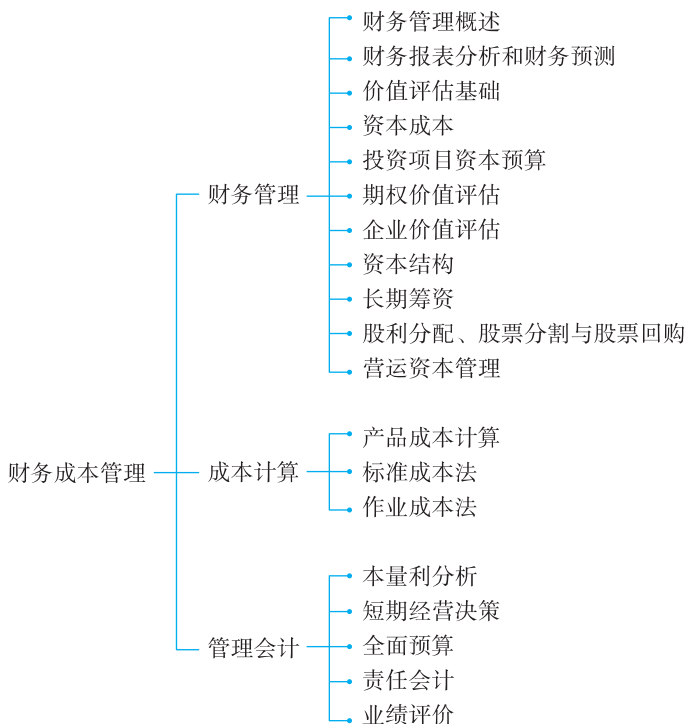 财务成本管理
财务管理
财务管理概述
财务报表分析和财务预测
价值评估基础
资本成本
投资项目资本预算
期权价值评估
企业价值评估
资本结构
长期筹资
股利分配、股票分割与股票回购
营运资本管理
成本计算
产品成本计算
标准成本法
作业成本法
管理会计
本量利分析
短期经营决策
全面预算
责任会计
业绩评价